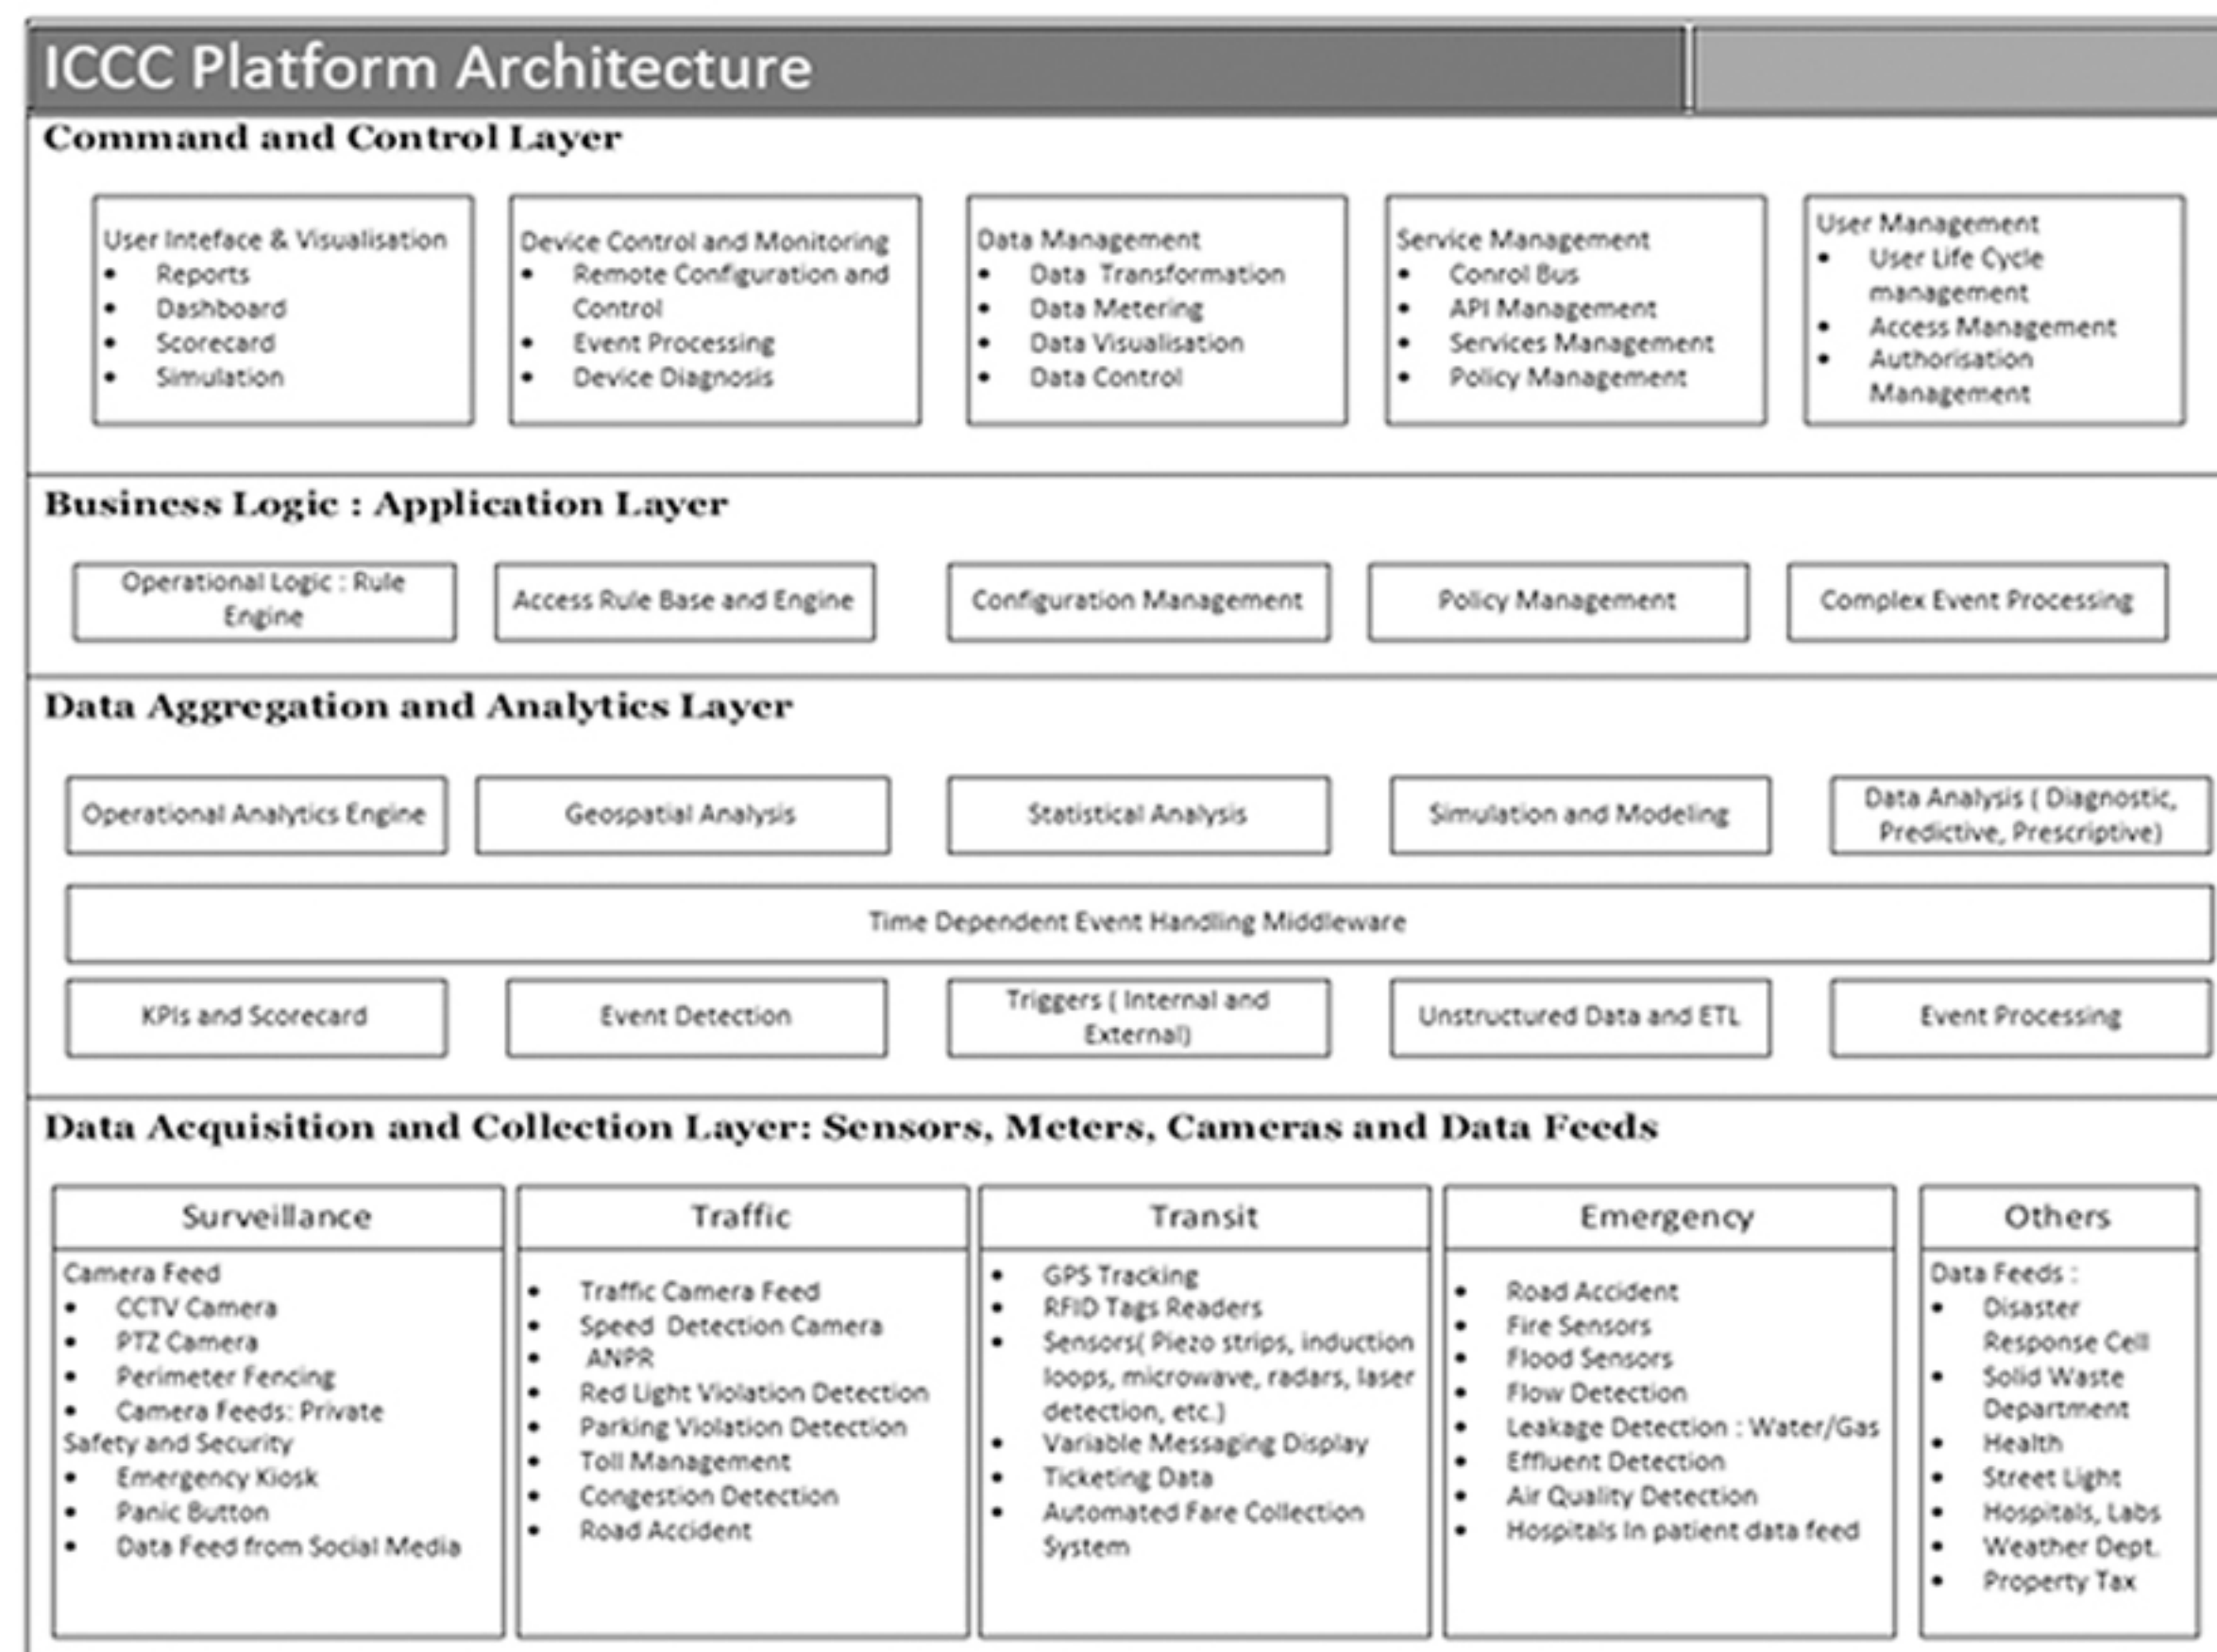 ICCC Platform Architecture
Command and Control Layer
User Inteface & Visualisation
• Reports
• Dashboard
• Scorecard
• Simulation
Device Control and Monitoring
• Remote Configuration and
Control
• Event Processing
• Device Diagnosis
Data Management
• Data Transformation
• Data Metering
• Data Visualisation
• Data Control
Service Management
• Conrol Bus
• API Management
• Services Management
• Policy Management
User Management
• User Life Cycle
management
• Access Management
• Authorisation
Management
Business Logic : Application Layer
Operational Logic : Rule
Engine
Access Rule Base and Engine
Configuration Management
Policy Management
Complex Event Processing
Data Aggregation and Analytics Layer
Operational Analytics Engine
Geospatial Analysis
Statistical Analysis
Simulation and Modeling
Data Analysis ( Diagnostic,
Predictive, Prescriptive)
Time Dependent Event Handling Middleware
KPIs and Scorecard
Event Detection
Triggers ( Internal and
External)
Unstructured Data and ETL
Event Processing
Data Acquisition and Collection Layer: Sensors, Meters, Cameras and Data Feeds
Surveillance
Camera Feed
• CCTV Camera
• PTZ Camera
• Perimeter Fencing
• Camera Feeds: Private
Safety and Security
• Emergency Kiosk
• Panic Button
• Data Feed from Social Media
Traffic
• Traffic Camera Feed
• Speed Detection Camera
• ANPR
• Red Light Violation Detection
• Parking Violation Detection
• Toll Management
• Congestion Detection
• Road Accident
Transit
• GPS Tracking
• RFID Tags Readers
• Sensors( Piezo strips, induction
loops, microwave, radars, laser
detection, etc.)
• Variable Messaging Display
• Ticketing Data
• Automated Fare Collection
System
Emergency
• Road Accident
• Fire Sensors
• Flood Sensors
• Flow Detection
• Leakage Detection : Water/Gas
• Effluent Detection
• Air Quality Detection
• Hospitals In patient data feed
Others
Data Feeds :
• Disaster
Response Cell
• Solid Waste
Department
• Health
• Street Light
• Hospitals, Labs
• Weather Dept.
• Property Tax